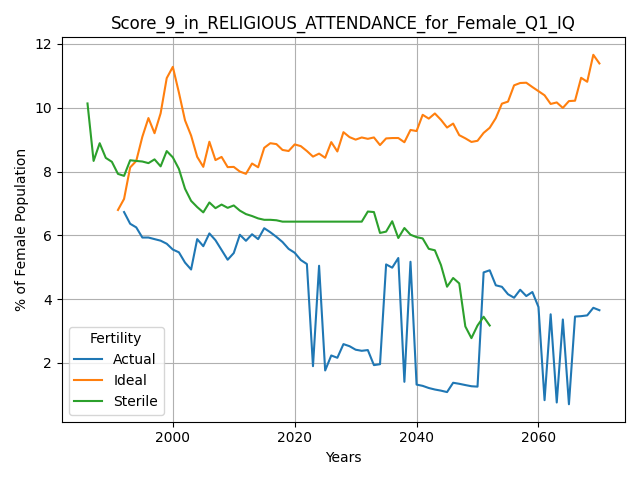 Score_9_in_RELIGIOUS_ATTENDANCE_for_Female_Q1_IQ
12
10
8
6
4
2
% of Female Population
Fertility
Actual
Ideal
Sterile
2000
2020
2040
2060
Years